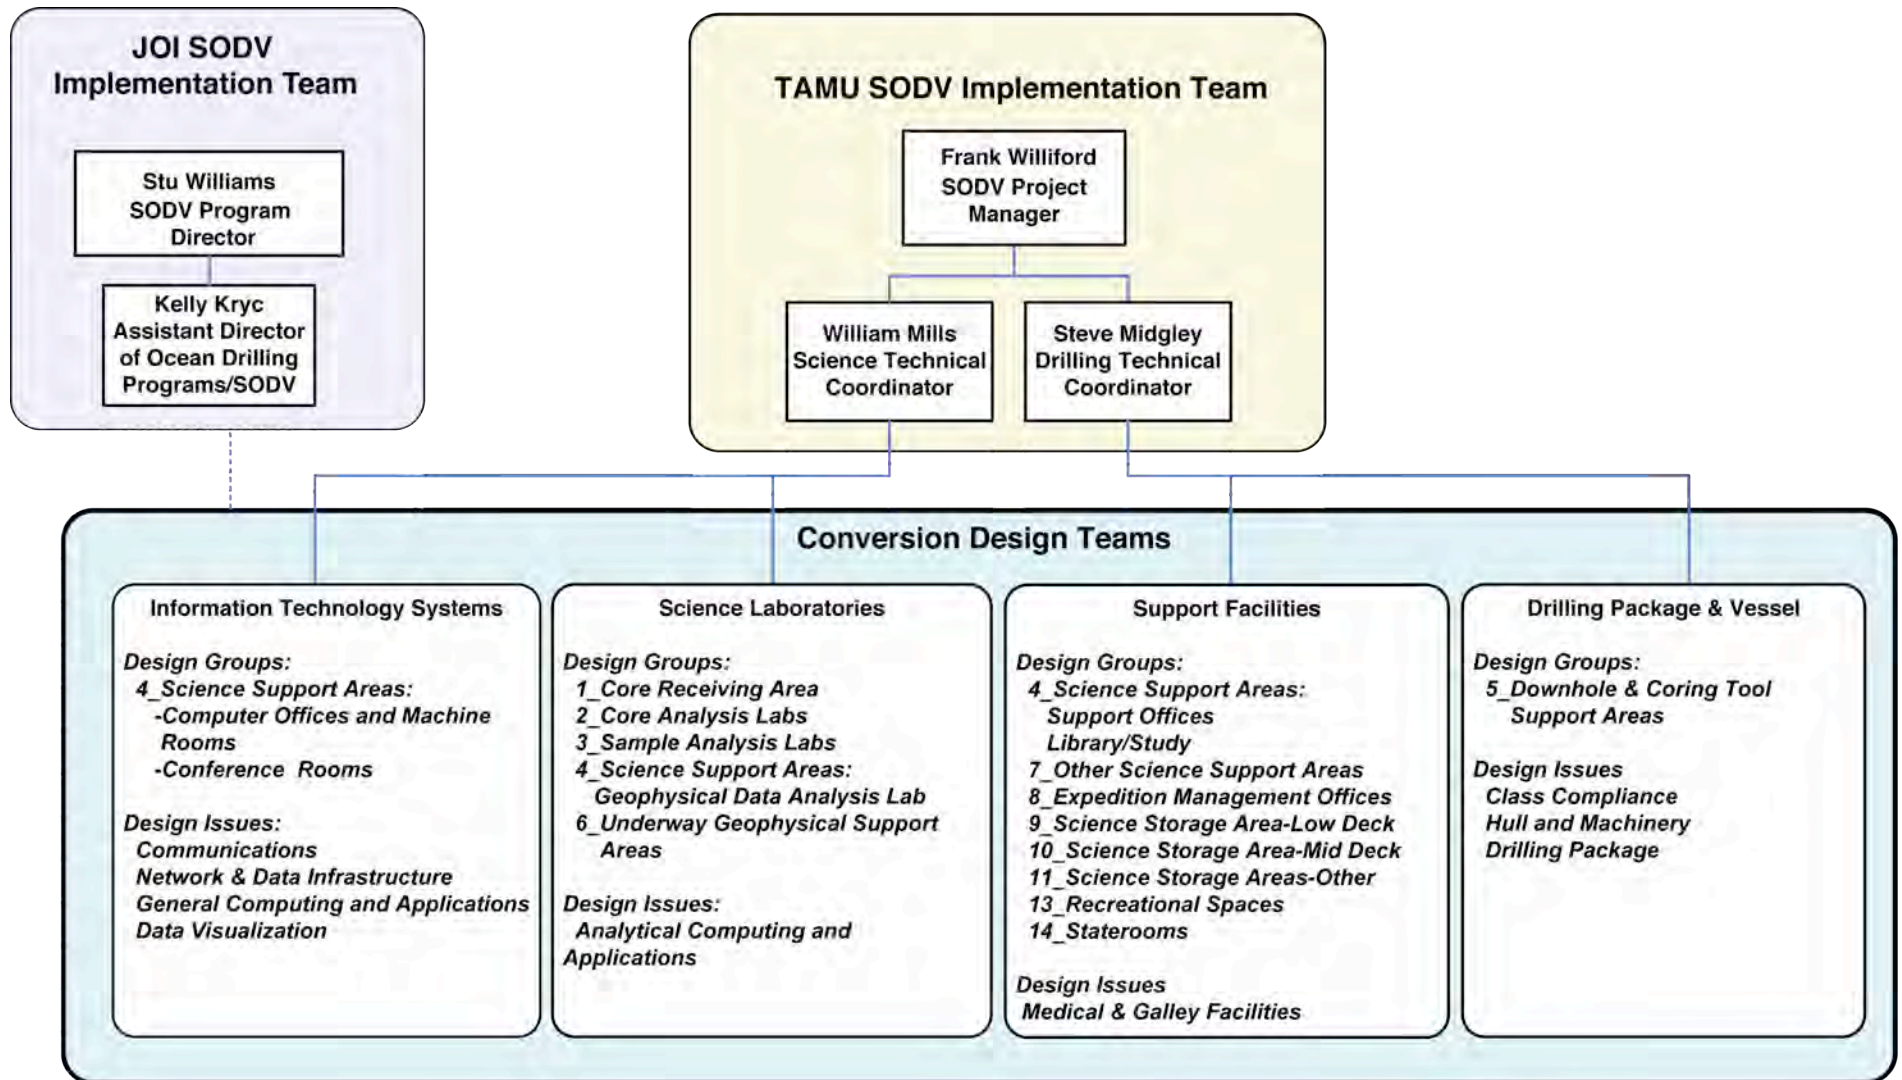 JOI SODV
Implementation Team
Stu Williams
SODV Program
Director
Kelly Kryc
Assistant Director
of Ocean Drilling
Programs/SODV
TAMU SODV Implementation Team
Frank Williford
SODV Project
Manager
William Mills
Science Technical
Coordinator
Steve Midgley
Drilling Technical
Coordinator
Conversion Design Teams
Information Technology Systems
Design Groups:
4_Science Support Areas:
-Computer Offices and Machine
Rooms
-Conference Rooms
Design Issues:
Communications
Network & Data Infrastructure
General Computing and Applications
Data Visualization
Science Laboratories
Design Groups:
1_Core Receiving Area
2_Core Analysis Labs
3_Sample Analysis Labs
4_Science Support Areas:
Geophysical Data Analysis Lab
6_Underway Geophysical Support
Areas
Design Issues:
Analytical Computing and
Applications
Support Facilities
Design Groups:
4_Science Support Areas:
Support Offices
Library/Study
7_Other Science Support Areas
8_Expedition Management Offices
9_Science Storage Area-Low Deck
10_Science Storage Area-Mid Deck
11_Science Storage Areas-Other
13_Recreational Spaces
14_Staterooms
Design Issues
Medical & Galley Facilities
Drilling Package & Vessel
Design Groups:
5_Downhole & Coring Tool
Support Areas
Design Issues
Class Compliance
Hull and Machinery
Drilling Package